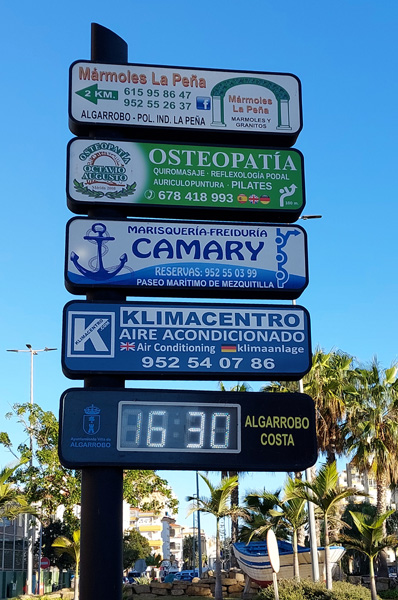 Mármoles La Peña
2 KM.
615 95 86 47
952 55 26 37
ALGARROBO - POL. IND. LA PEÑA
Mármoles
La Peña
MARMOLES Y
GRANITOS
OSTEOPATÍA
OCTAVIO
AUGUSTO
OSTEOPATÍA
QUIROMASAJE · REFLEXOLOGÍA PODAL
AURICULOPUNTURA · PILATES
678 418 993
MARISQUERÍA-FREIDURÍA
CAMARY
RESERVAS: 952 55 03 99
PASEO MARÍTIMO DE MEZQUITILLA
K
KLIMACENTRO
KLIMACENTRO
AIRE ACONDICIONADO
Air Conditioning klimaanlage
952 54 07 86
ALGARROBO
16 30
ALGARROBO
COSTA